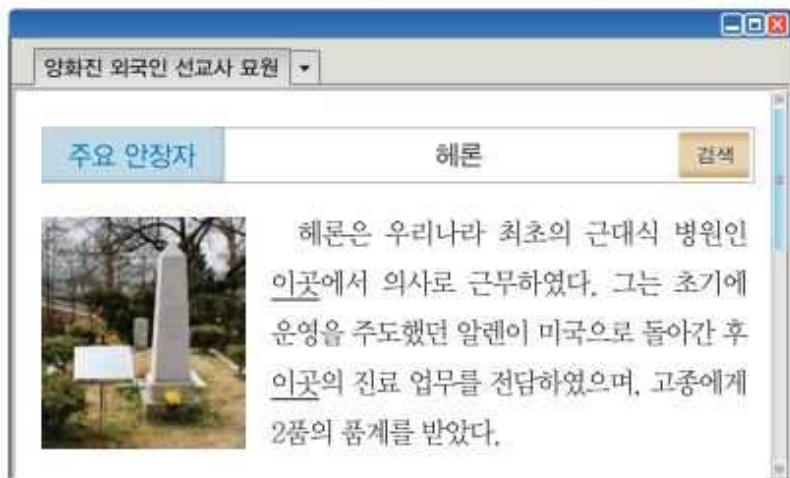 양화진 외국인 선교사 묘원
주요 안장자 헤론 검색
헤론은 우리나라 최초의 근대식 병원인
이곳에서 의사로 근무하였다. 그는 초기에
운영을 주도했던 알렌이 미국으로 돌아간 후
이곳의 진료 업무를 전담하였으며, 고종에게
2품의 품계를 받았다.